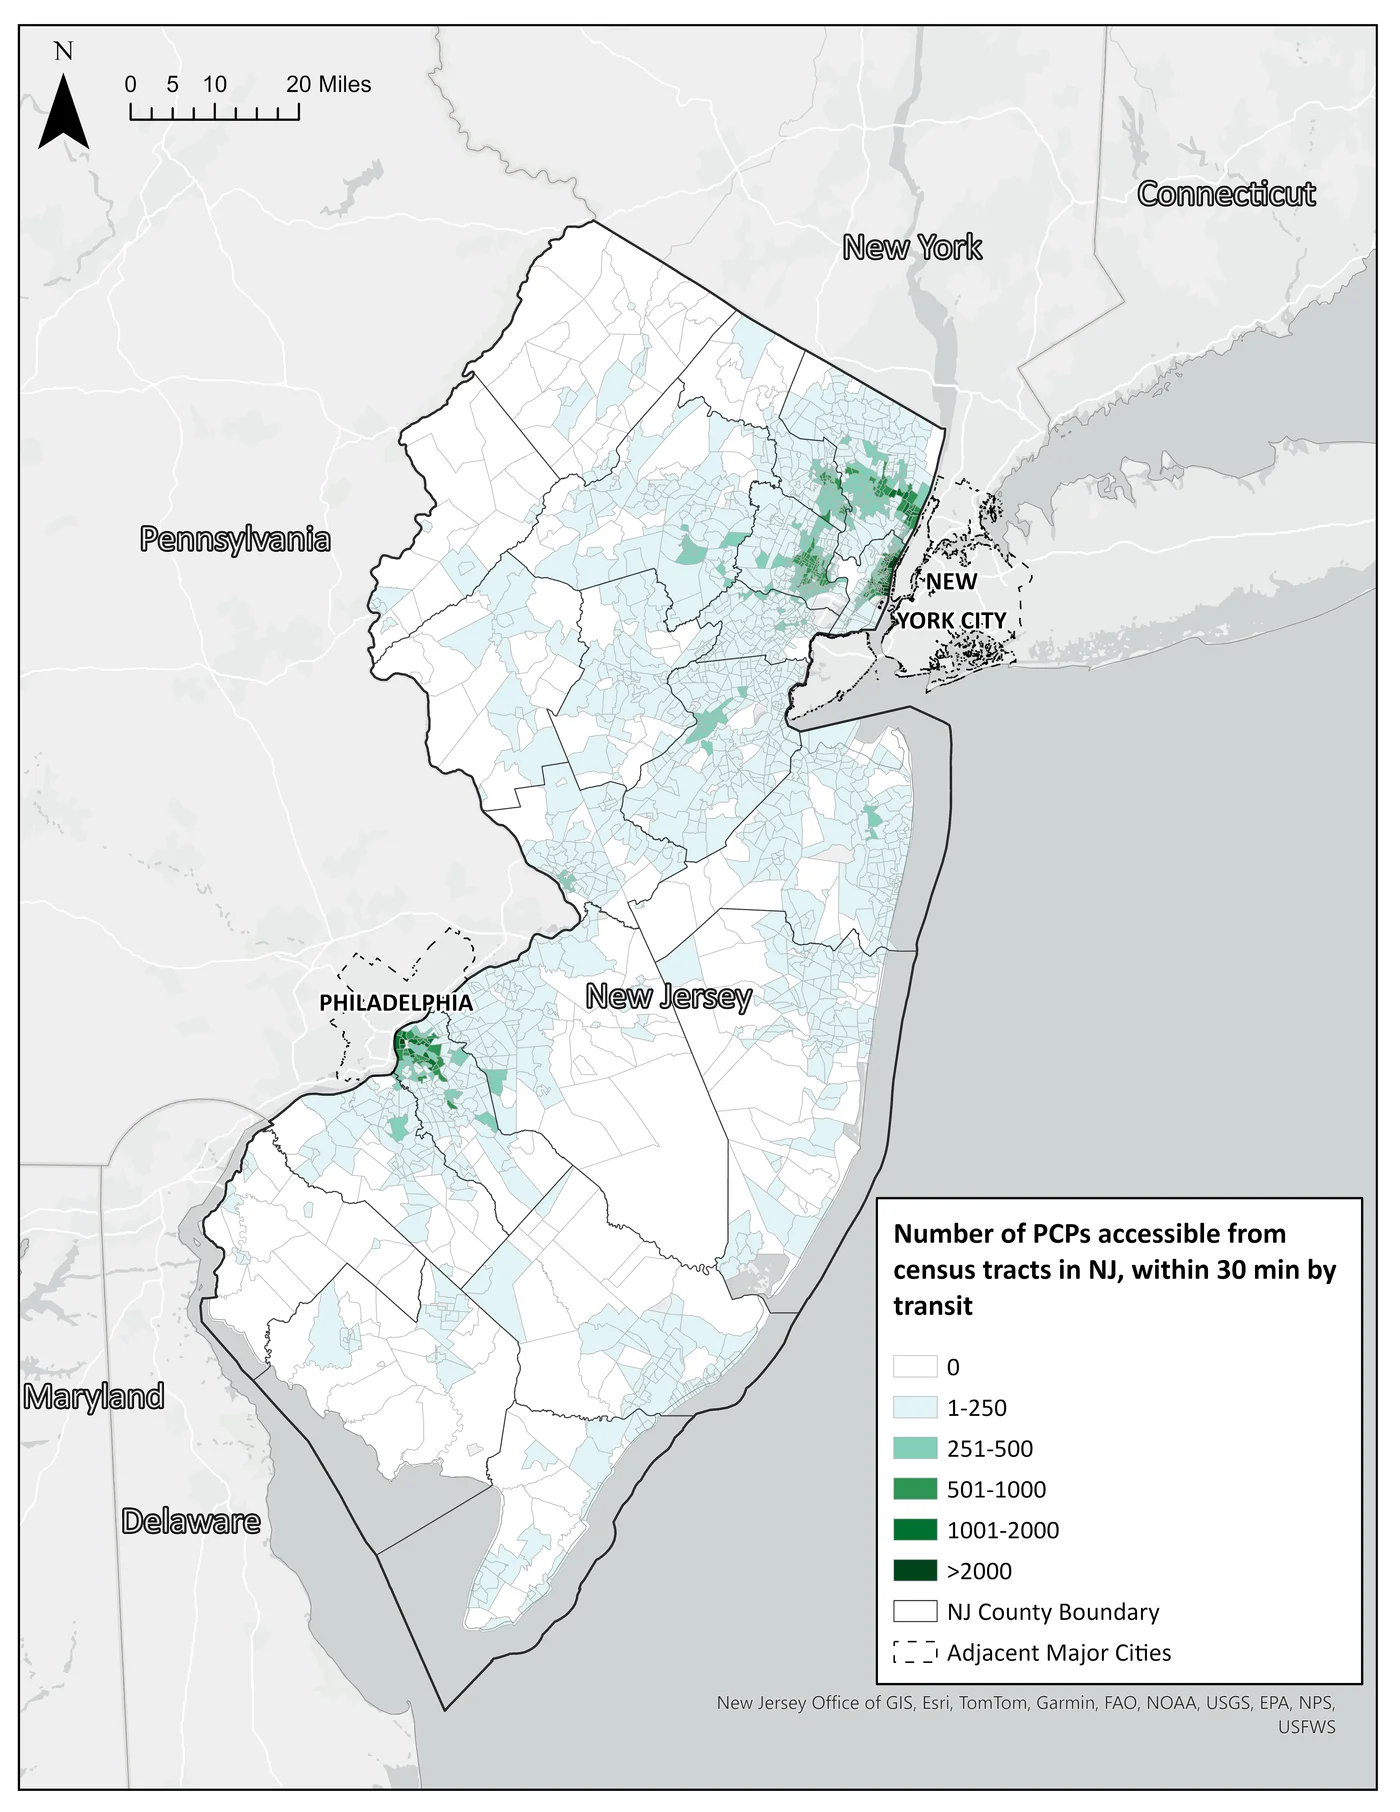 N
0 5 10 20 Miles
Connecticut
New York
Pennsylvania
NEW
YORK CITY
New Jersey
PHILADELPHIA
Maryland
Delaware
Number of PCPs accessible from
census tracts in NJ, within 30 min by
transit
0
1-250
251-500
501-1000
1001-2000
>2000
NJ County Boundary
Adjacent Major Cities
New Jersey Office of GIS, Esri, TomTom, Garmin, FAO, NOAA, USGS, EPA, NPS,
USFWS